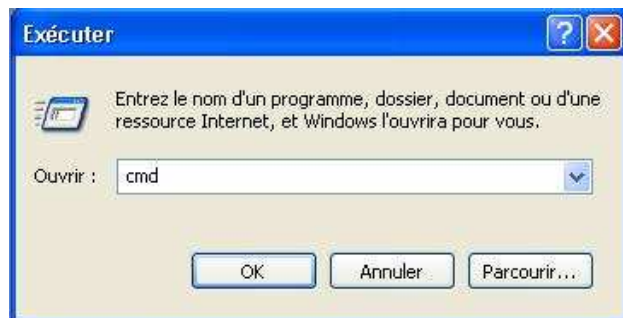 Exécuter
Entrez le nom d'un programme, dossier, document ou d'une
ressource Internet, et Windows l'ouvrira pour vous.
Ouvrir : cmd
OK Annuler Parcourir...